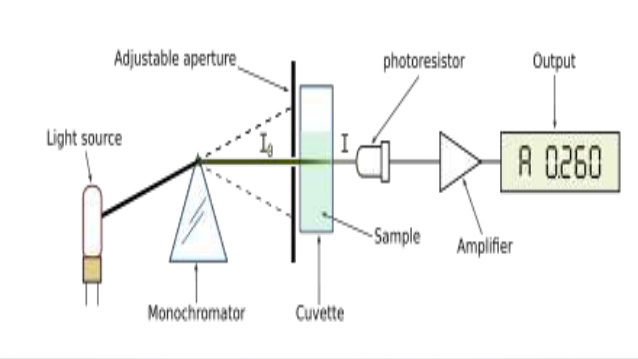 Adjustable aperture
photoresistor
Output
Light source
I0
I
A 0.260
Sample
Amplifier
Monochromator
Cuvette